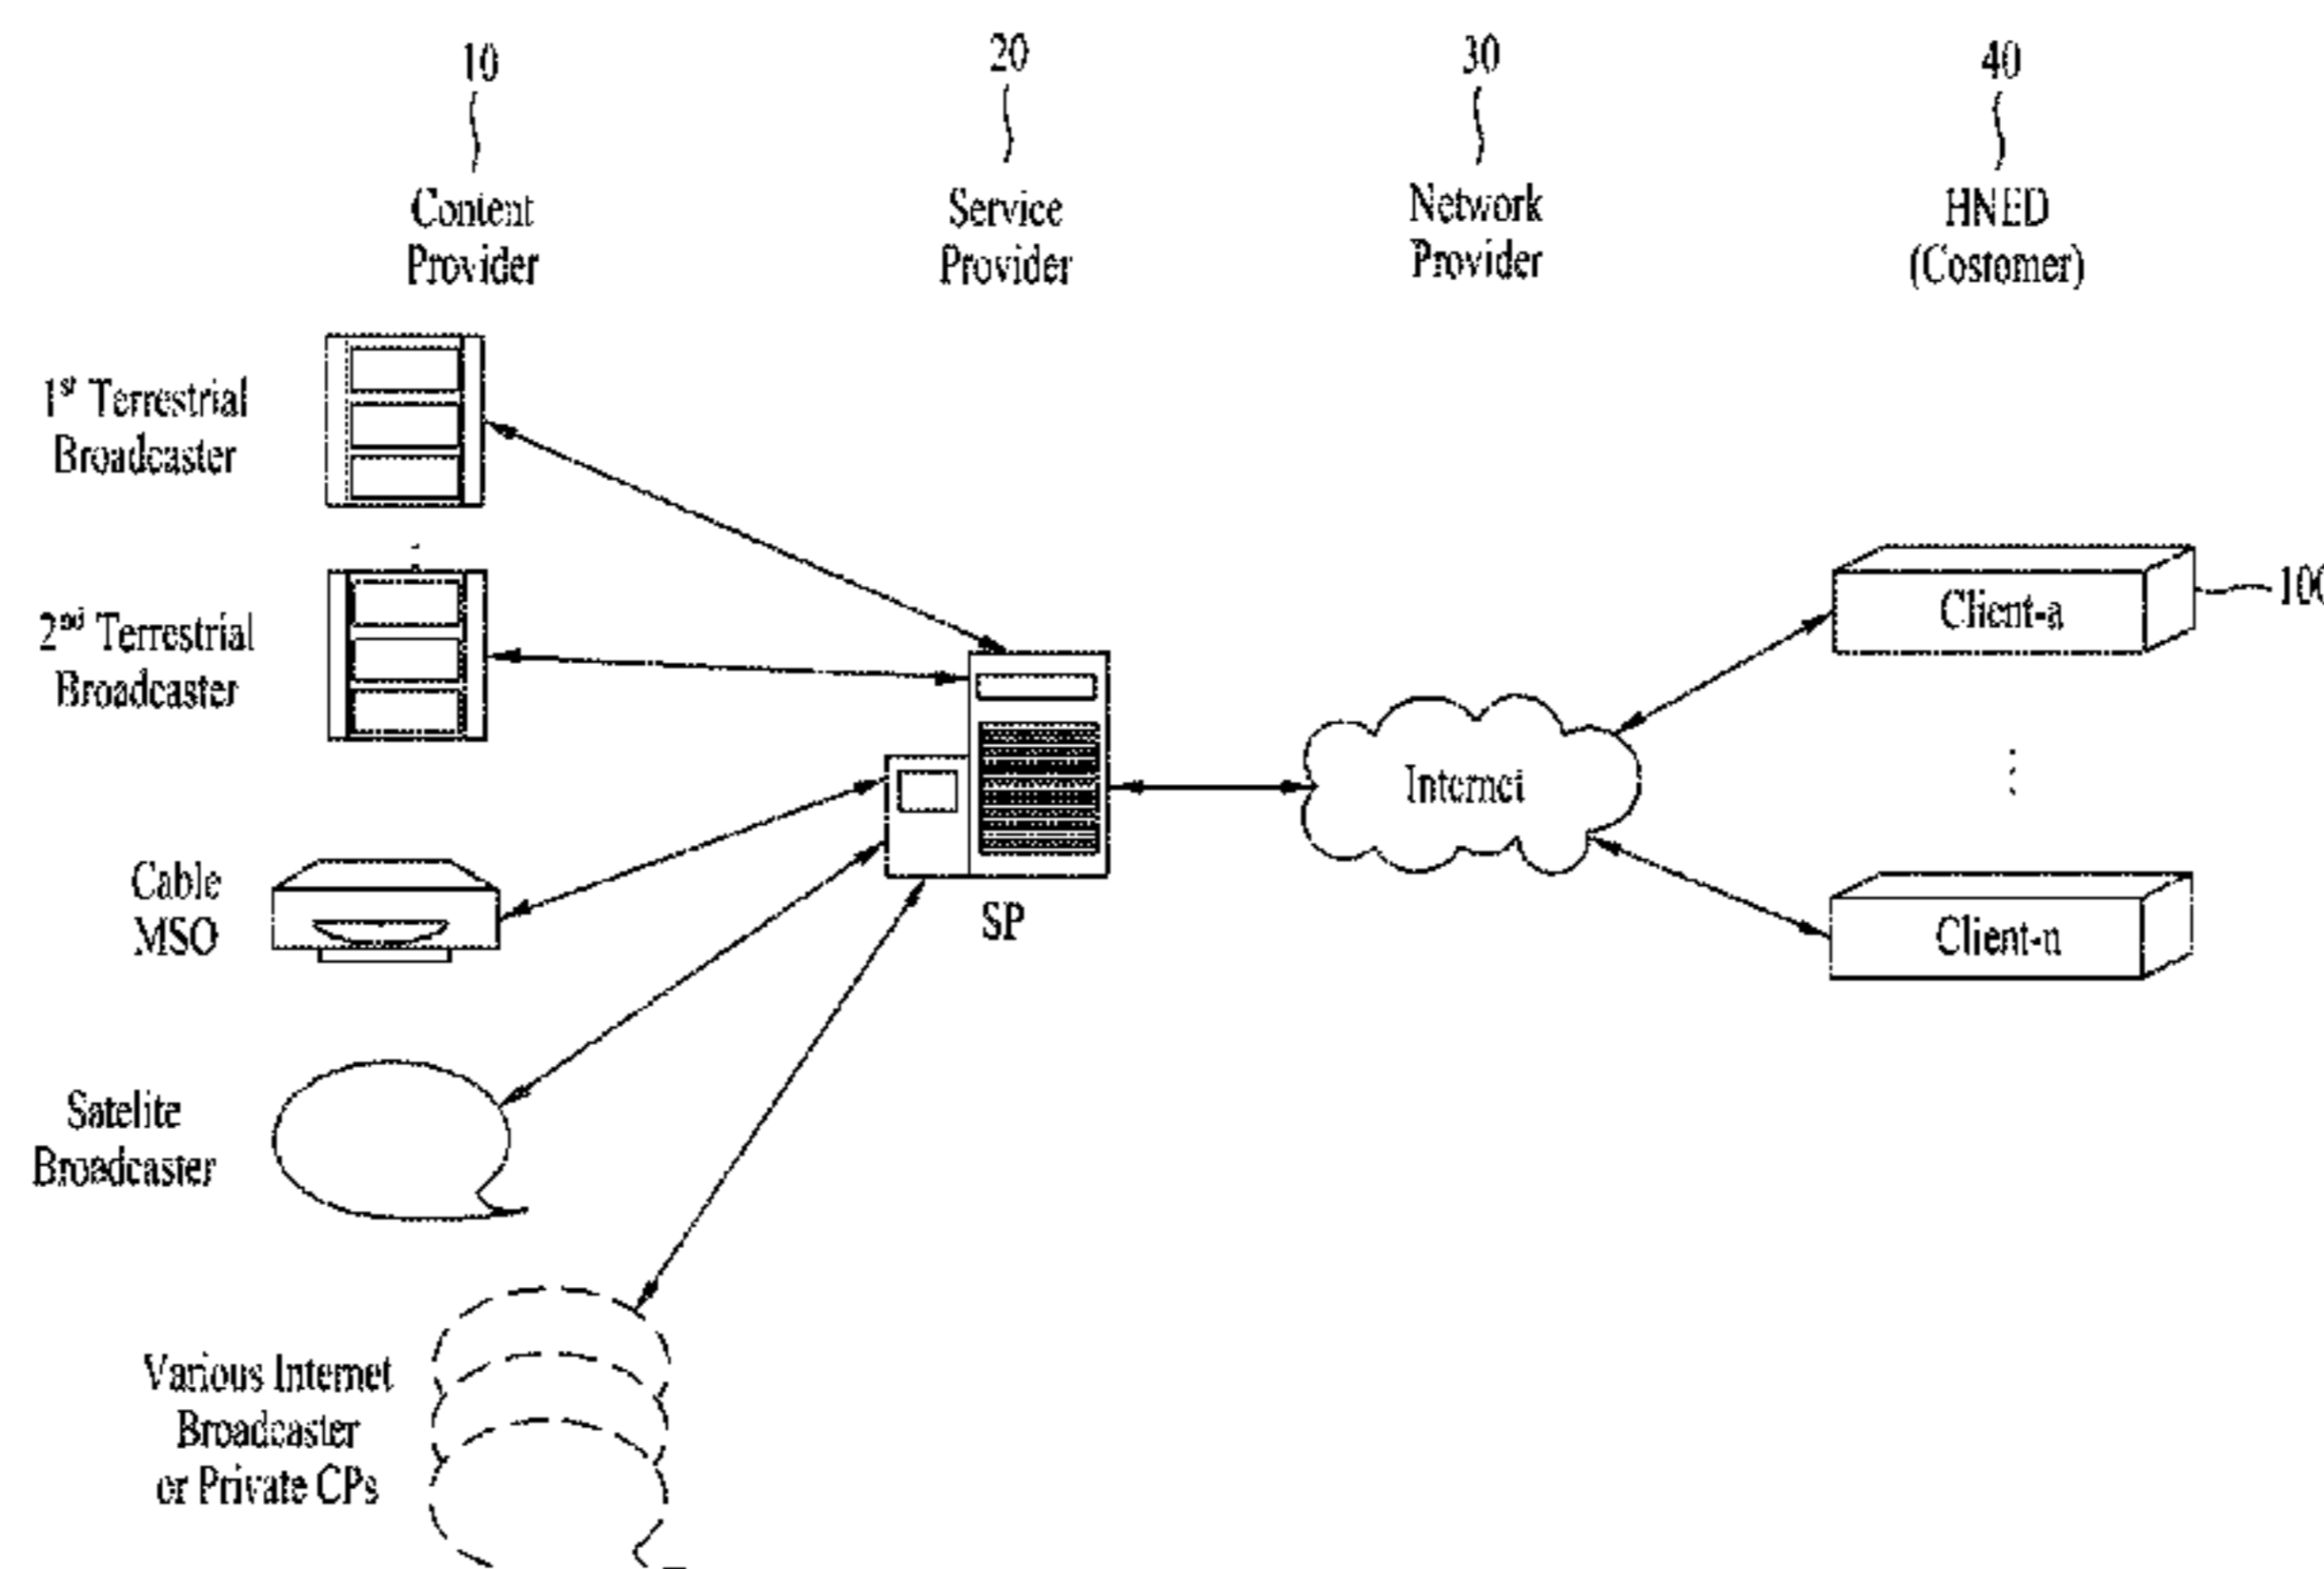 10
20
30
40
Content
Provider
Service
Provider
Network
Provider
HNED
(Costomer)
1st Terrestrial
Broadcaster
2nd Terrestrial
Broadcaster
Client-a
100
Internet
Cable
MSO
SP
Client-n
Satelite
Broadcaster
Various Internet
Broadcaster
or Private CPs